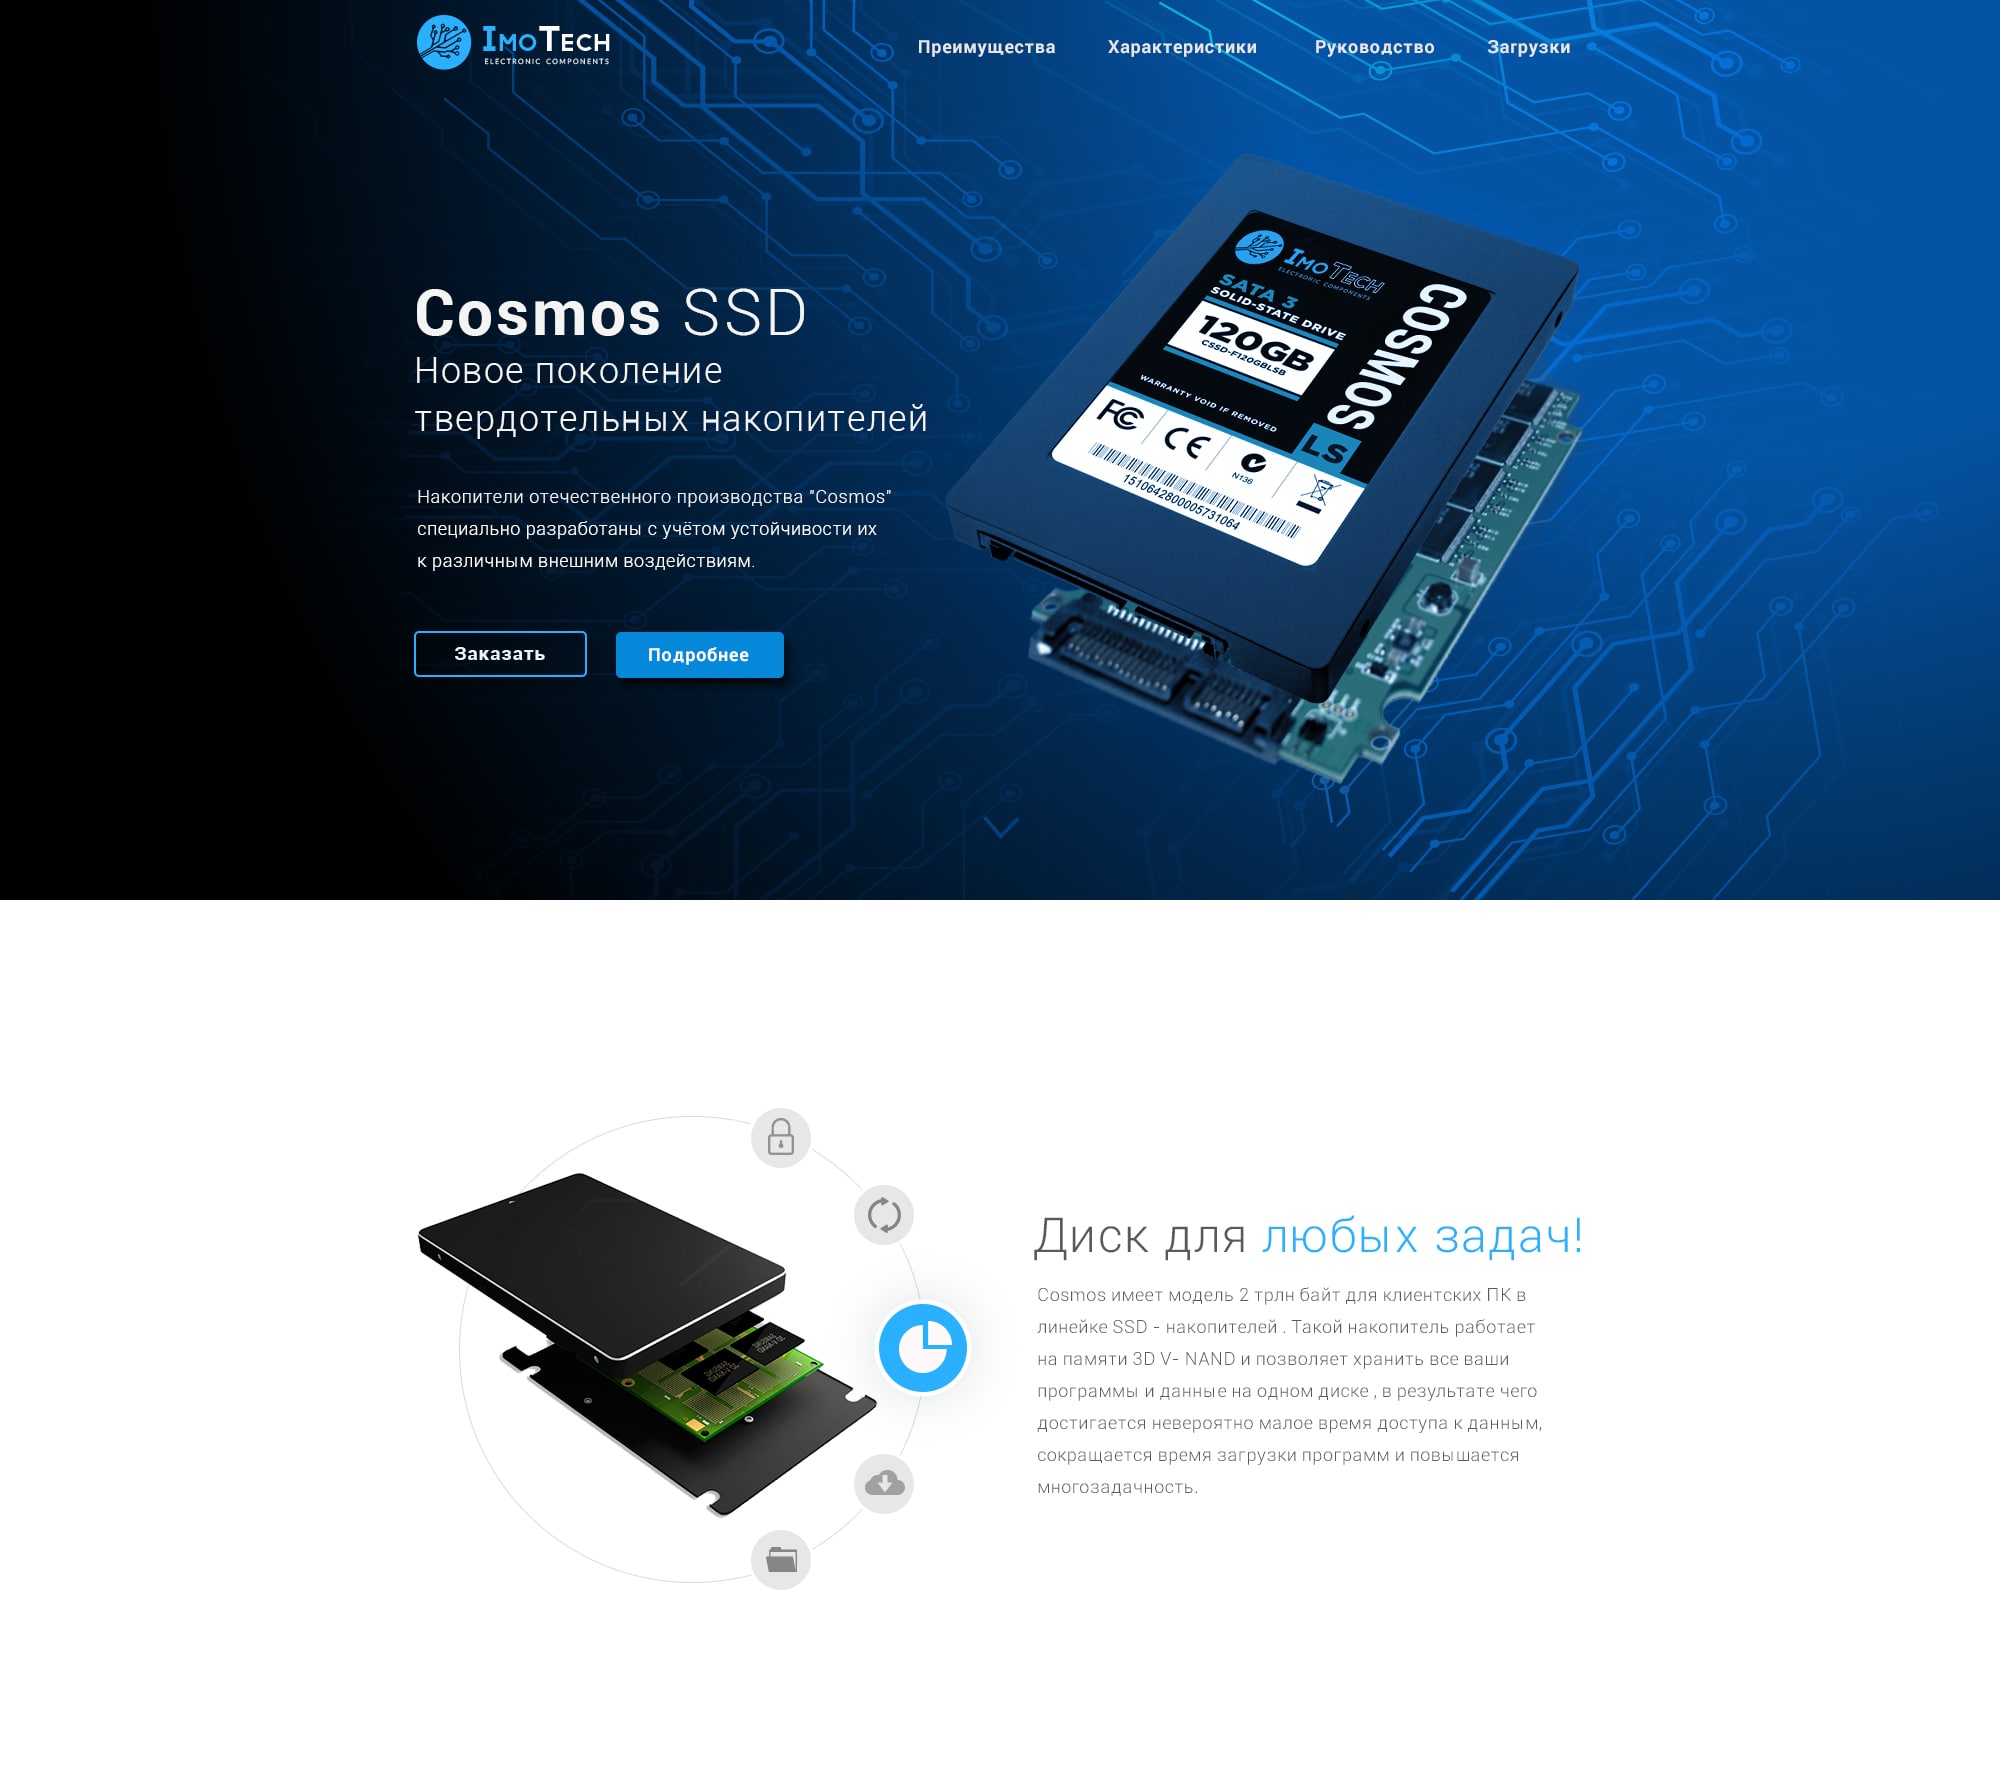 ImoTech
ELECTRONIC COMPONENTS
Преимущества Характеристики Руководство Загрузки
Cosmos SSD
Новое поколение
твердотельных накопителей
Накопители отечественного производства "Cosmos"
специально разработаны с учётом устойчивости их
к различным внешним воздействиям.
Заказать Подробнее
ImoTech
ELECTRONIC COMPONENTS
SATA 3
SOLID-STATE DRIVE
120GB
CSSD-F120GBLSB
WARRANTY VOID IF REMOVED
COSMOS
LS
FC
CE
N136
1510642800005731064
Диск для любых задач!
Cosmos имеет модель 2 трлн байт для клиентских ПК в
линейке SSD - накопителей . Такой накопитель работает
на памяти 3D V- NAND и позволяет хранить все ваши
программы и данные на одном диске , в результате чего
достигается невероятно малое время доступа к данным,
сокращается время загрузки программ и повышается
многозадачность.